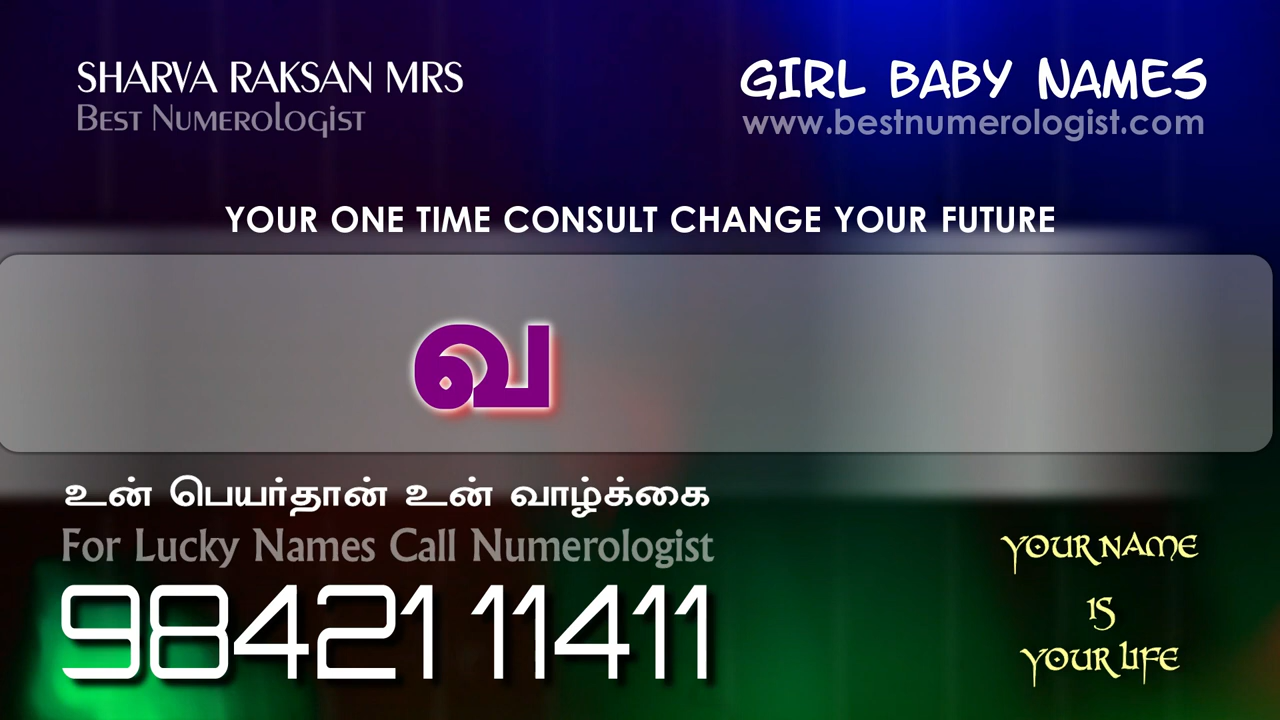 SHARVA RAKSAN MRS
Best Numerologist
GIRL BABY NAMES
www.bestnumerologist.com
YOUR ONE TIME CONSULT CHANGE YOUR FUTURE
வ
உன் பெயர்தான் உன் வாழ்க்கை
For Lucky Names Call Numerologist
98421 11411
YOUR NAME
IS
YOUR LIFE